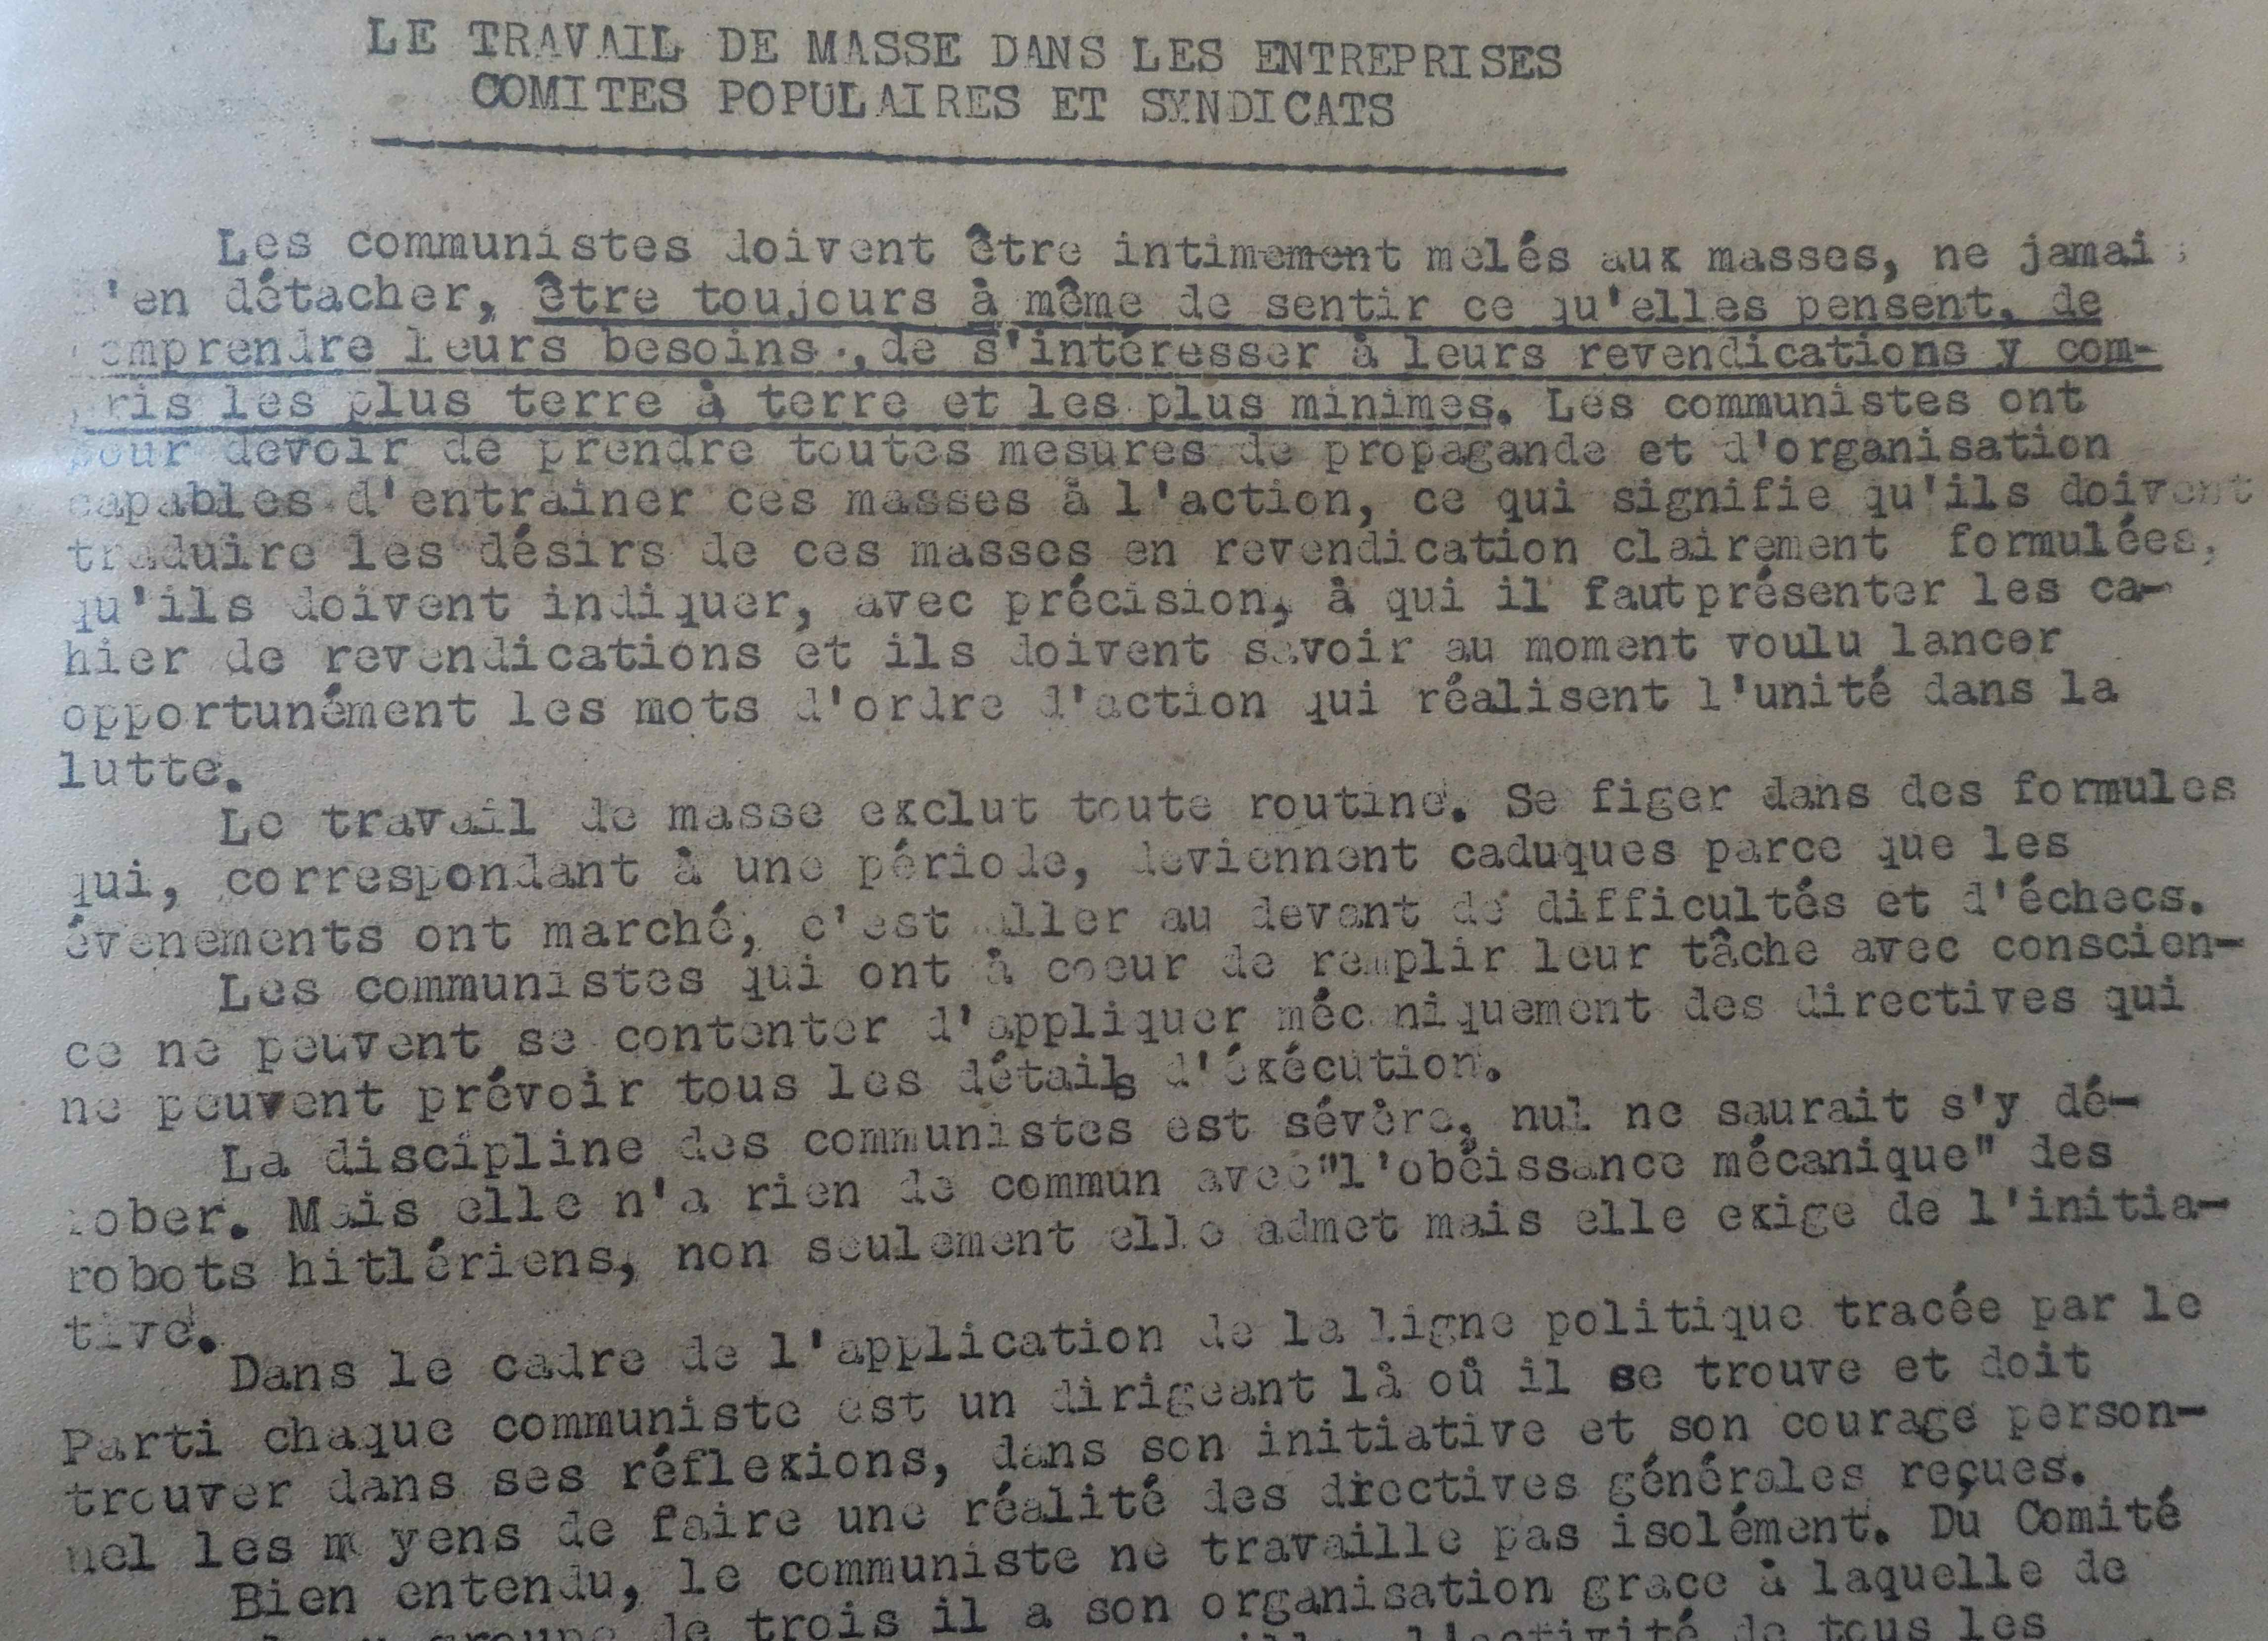 LE TRAVAIL DE MASSE DANS LES ENTREPRISES
COMITES POPULAIRES ET SYNDICATS
Les communistes doivent être intimement melés aux masses, ne jamai
'en détacher, être toujours à même de sentir ce qu'elles pensent, de
omprendre leurs besoins.,de s'intéresser à leurs revendications y com-
ris les plus terre à terre et les plus minimes. Les communistes ont
pour devoir de prendre toutes mesures de propagande et d'organisation
capables d'entrainer ces masses à l'action, ce qui signifie qu'ils doivent
traduire les désirs de ces masses en revendication clairement formulées,
qu'ils doivent indiquer, avec précision, à qui il faut présenter les ca-
hier de revendications et ils doivent savoir au moment voulu lancer
opportunément les mots d'ordre d'action qui réalisent l'unité dans la
lutte.
Le travail de masse exclut toute routine. Se figer dans des formules
qui, correspondant à une période, deviennent caduques parce que les
évenements ont marché, c'est aller au devant de difficultés et d'échecs.
Les communistes qui ont à coeur de remplir leur tâche avec conscien-
ce ne peuvent se contenter d'appliquer mécaniquement des directives qui
ne peuvent prévoir tous les détails d'éxécution.
La discipline des communistes est sévère, nul ne saurait s'y dé-
rober. Mais elle n'a rien de commun avec"l'obéissance mécanique" des
robots hitlériens, non seulement elle admet mais elle exige de l'initia-
tive.
Dans le cadre de l'application de la ligne politique tracée par le
Parti chaque communiste est un dirigeant là où il se trouve et doit
trouver dans ses réflexions, dans son initiative et son courage person-
nel les m yens de faire une réalité des directives générales reçues.
Bien entendu, le communiste ne travaille pas isolément. Du Comité
groupe de trois il a son organisation grace à laquelle de
l'activité de tous les